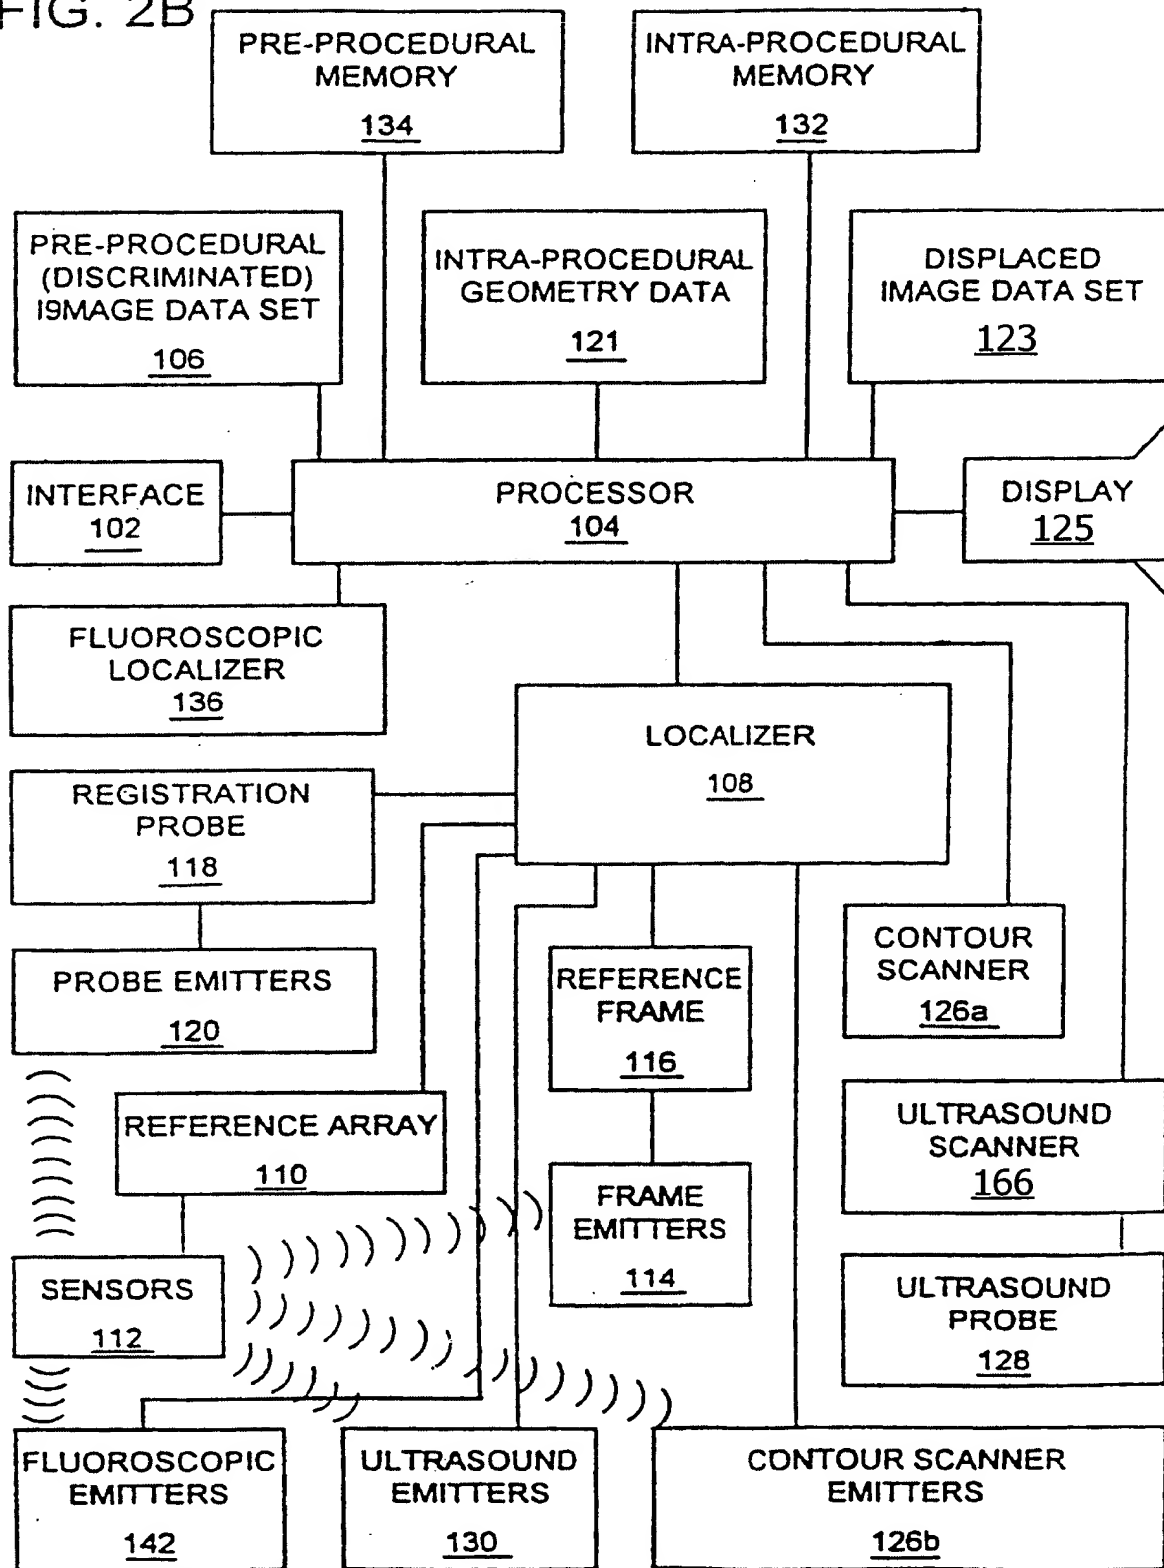 FIG. 2B
PRE-PROCEDURAL
MEMORY
134
INTRA-PROCEDURAL
MEMORY
132
PRE-PROCEDURAL
(DISCRIMINATED)
I9MAGE DATA SET
106
INTRA-PROCEDURAL
GEOMETRY DATA
121
DISPLACED
IMAGE DATA SET
123
INTERFACE
102
PROCESSOR
104
DISPLAY
125
FLUOROSCOPIC
LOCALIZER
136
LOCALIZER
108
REGISTRATION
PROBE
118
PROBE EMITTERS
120
REFERENCE
FRAME
116
CONTOUR
SCANNER
126a
REFERENCE ARRAY
110
ULTRASOUND
SCANNER
166
FRAME
EMITTERS
114
SENSORS
112
ULTRASOUND
PROBE
128
FLUOROSCOPIC
EMITTERS
142
ULTRASOUND
EMITTERS
130
CONTOUR SCANNER
EMITTERS
126b